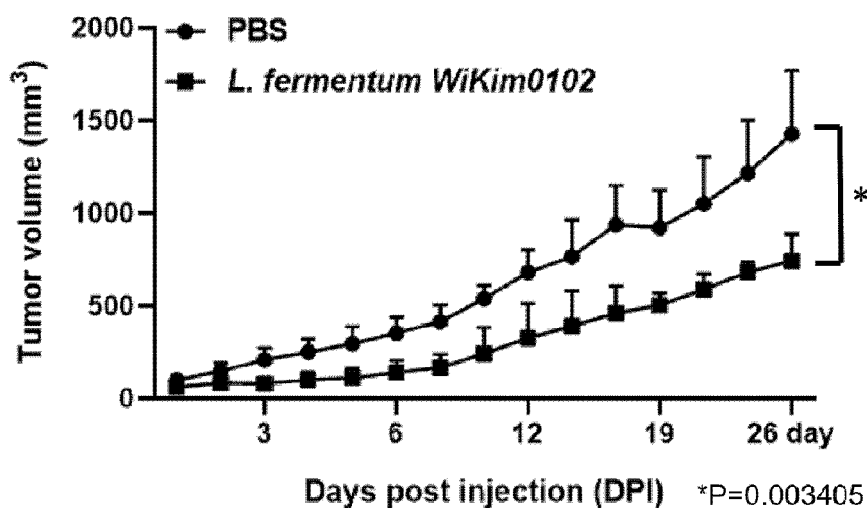 2000
PBS
L. fermentum WiKim0102
1500
1000
500
0
Tumor volume (mm³)
*
3 6 12 19 26 day
Days post injection (DPI)
*P=0.003405